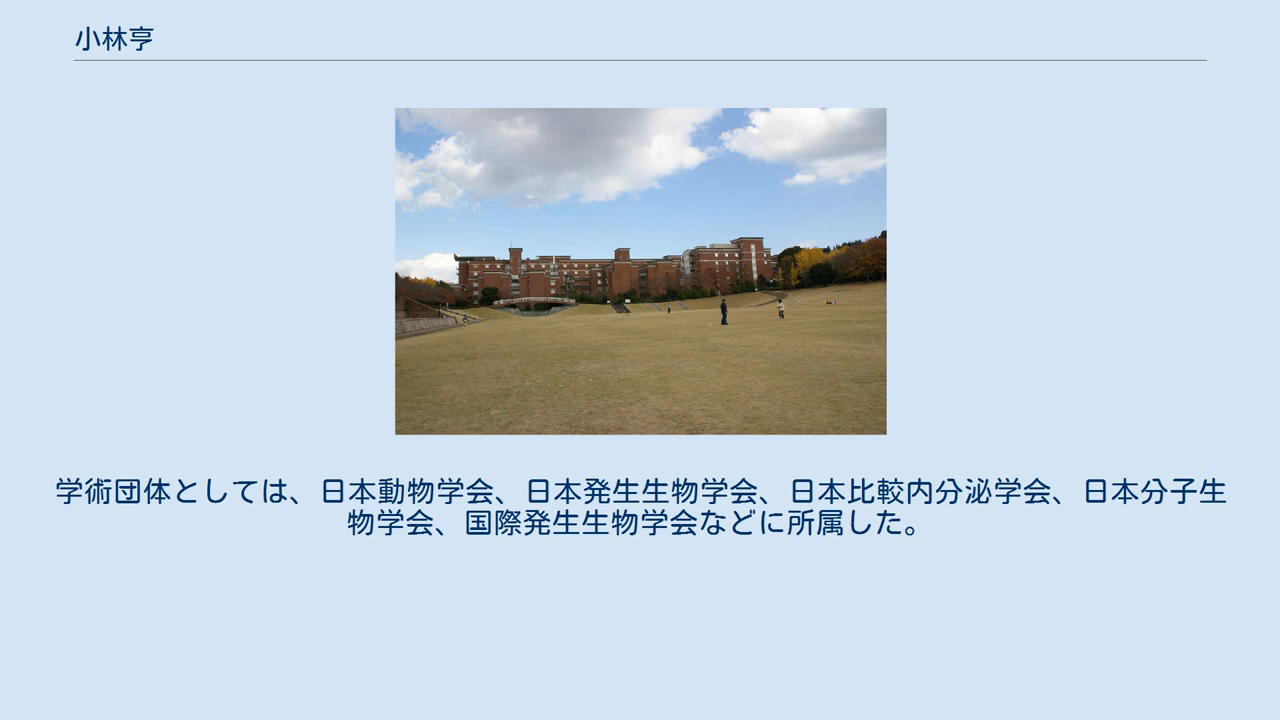 小林亨
学術団体としては、日本動物学会、日本発生生物学会、日本比較内分泌学会、日本分子生
物学会、国際発生生物学会などに所属した。